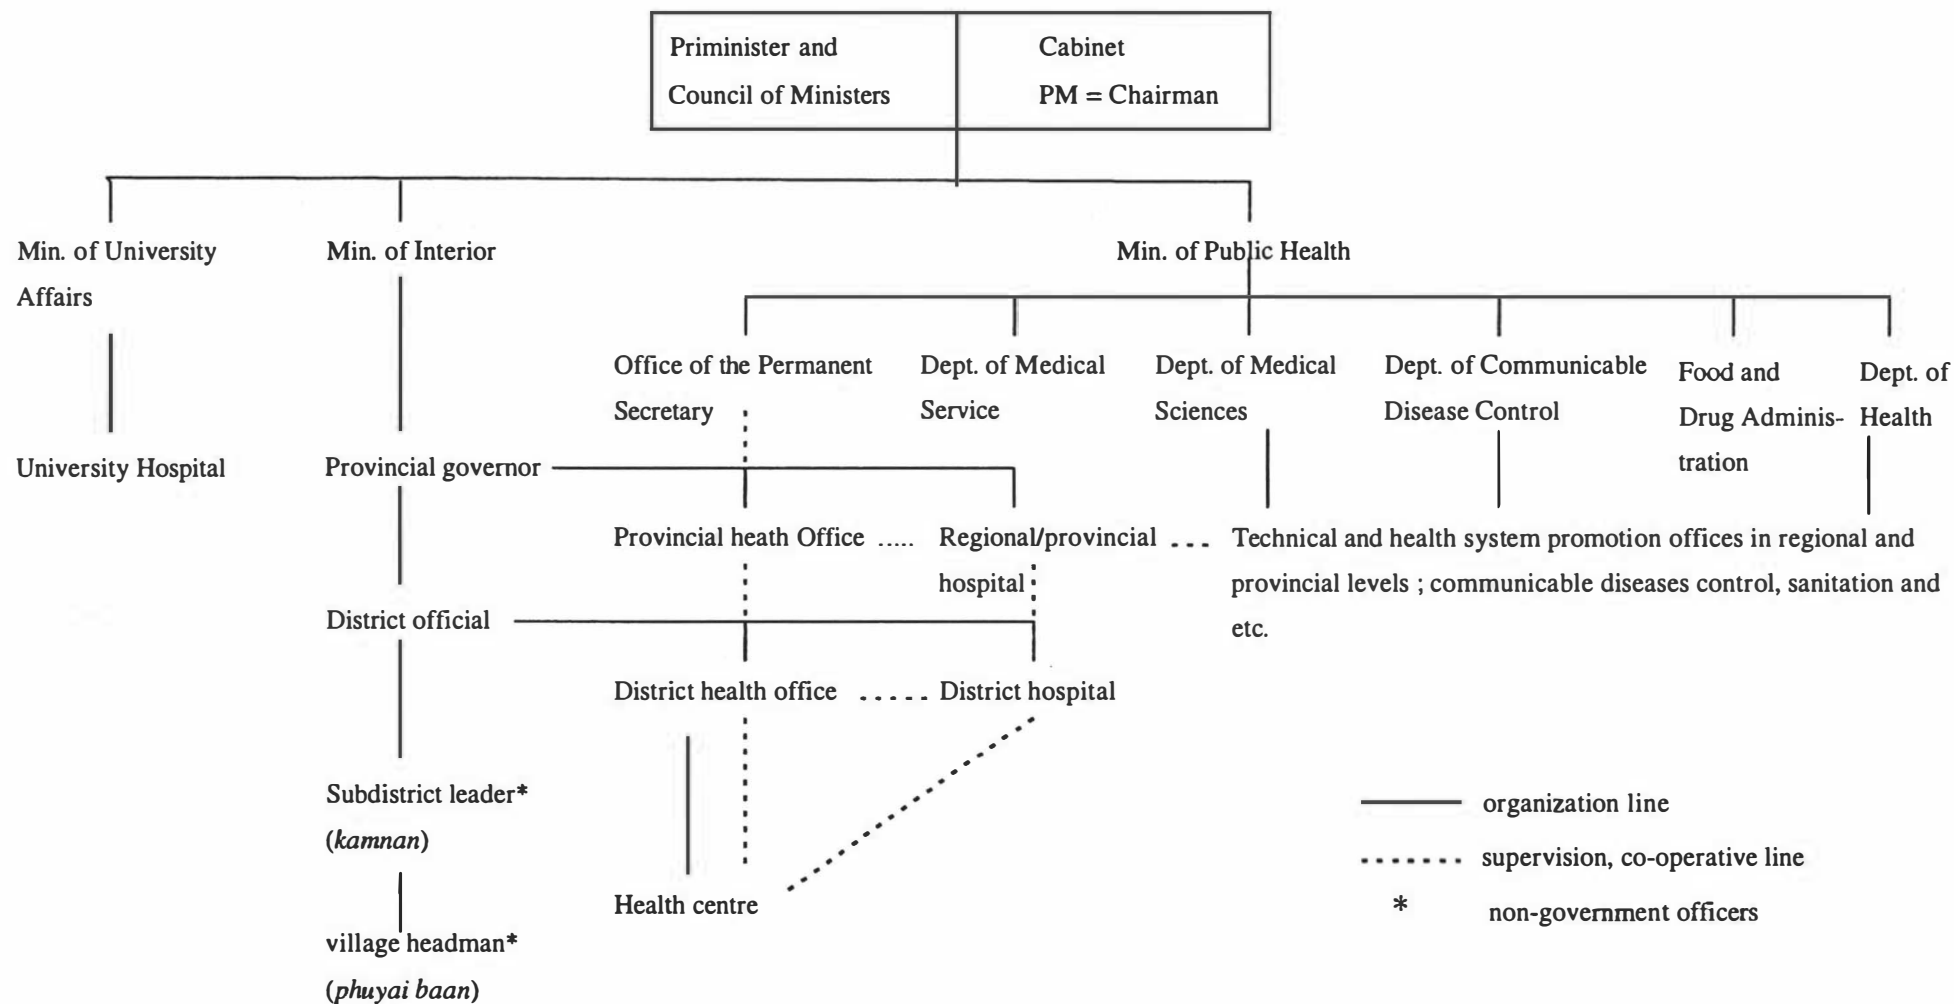 Priminister and
Council of Ministers
Cabinet
PM = Chairman
Min. of University
Affairs
Min. of Interior
Min. of Public Health
Office of the Permanent
Secretary
Dept. of Medical
Service
Dept. of Medical
Sciences
Dept. of Communicable
Disease Control
Food and
Drug Adminis-
tration
Dept. of
Health
University Hospital
Provincial governor
Provincial heath Office .....
Regional/provincial
hospital
Technical and health system promotion offices in regional and
provincial levels ; communicable diseases control, sanitation and
etc.
District official
District health office
District hospital
Subdistrict leader*
(kamnan)
Health centre
village headman*
(phuyai baan)
organization line
supervision, co-operative line
* non-government officers